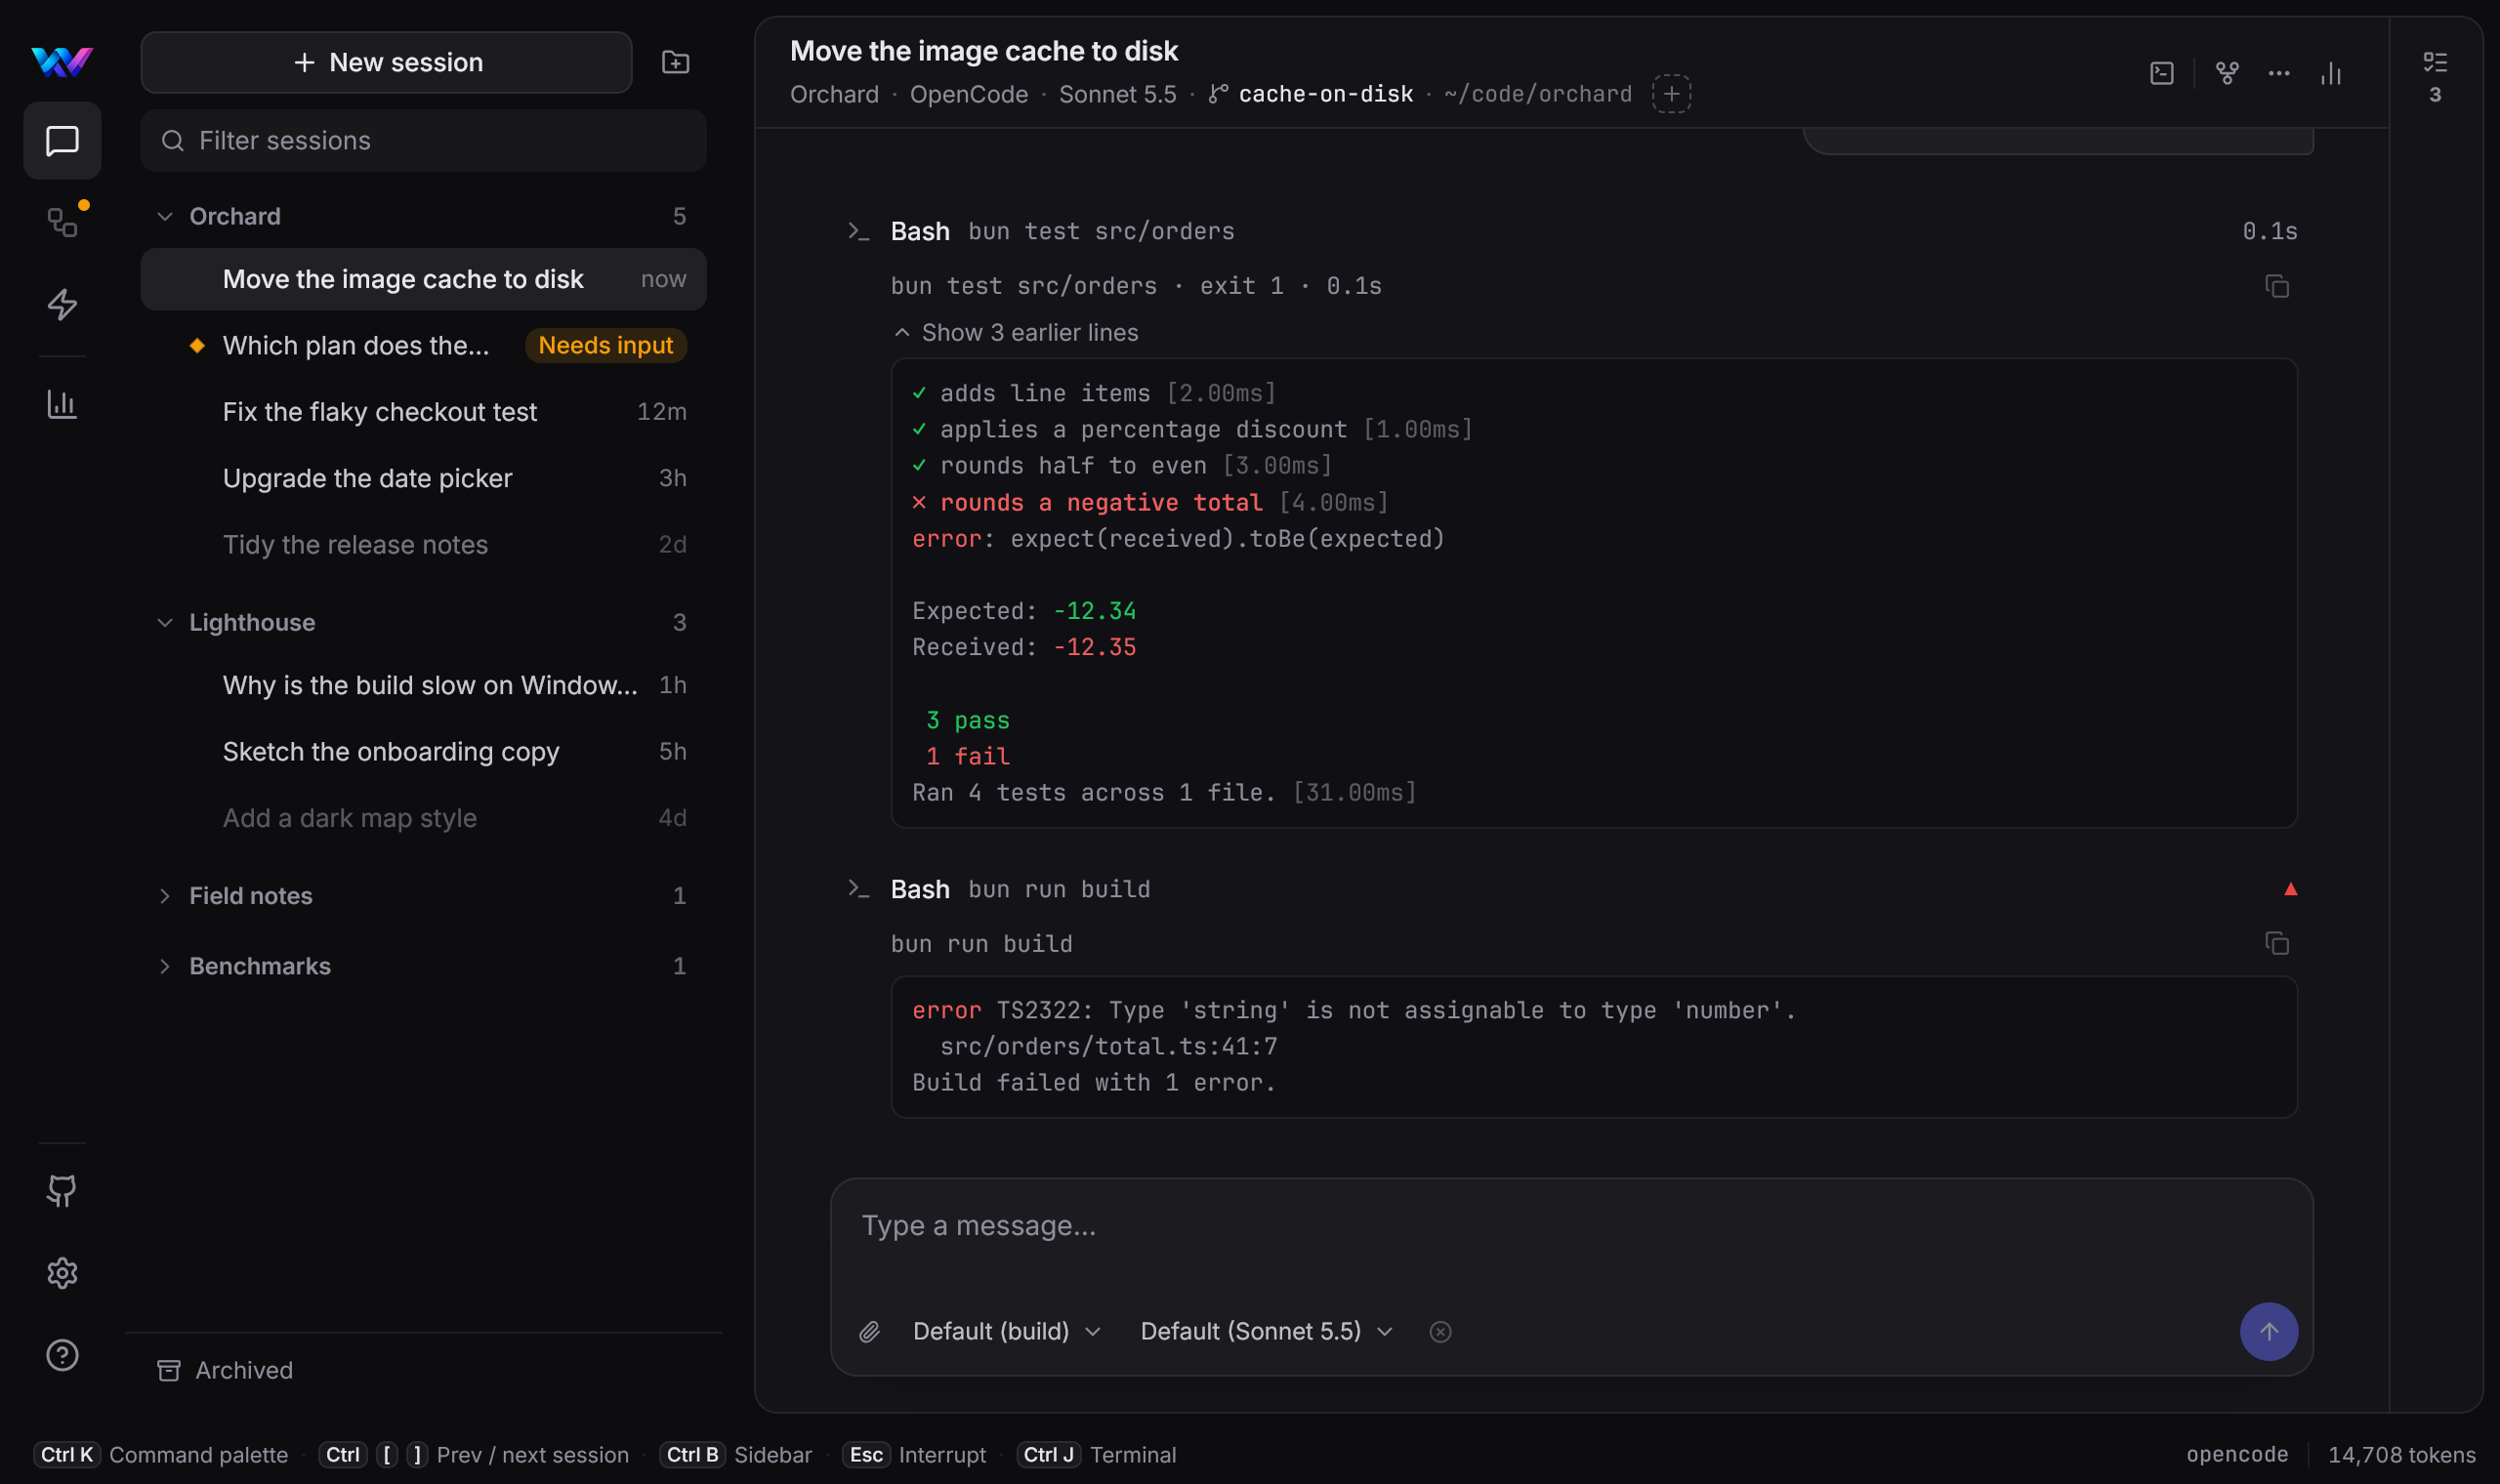 New session
Filter sessions
Orchard 5
Move the image cache to disk now
Which plan does the... Needs input
Fix the flaky checkout test 12m
Upgrade the date picker 3h
Tidy the release notes 2d
Lighthouse 3
Why is the build slow on Window... 1h
Sketch the onboarding copy 5h
Add a dark map style 4d
Field notes 1
Benchmarks 1
Archived
Move the image cache to disk
Orchard · OpenCode · Sonnet 5.5 · cache-on-disk · ~/code/orchard
3
Bash bun test src/orders 0.1s
bun test src/orders · exit 1 · 0.1s
Show 3 earlier lines
✓ adds line items [2.00ms]
✓ applies a percentage discount [1.00ms]
✓ rounds half to even [3.00ms]
✕ rounds a negative total [4.00ms]
error: expect(received).toBe(expected)
Expected: -12.34
Received: -12.35
3 pass
1 fail
Ran 4 tests across 1 file. [31.00ms]
Bash bun run build
bun run build
error TS2322: Type 'string' is not assignable to type 'number'.
src/orders/total.ts:41:7
Build failed with 1 error.
Type a message...
Default (build) Default (Sonnet 5.5)
Ctrl K Command palette · Ctrl [ ] Prev / next session · Ctrl B Sidebar · Esc Interrupt · Ctrl J Terminal
opencode 14,708 tokens